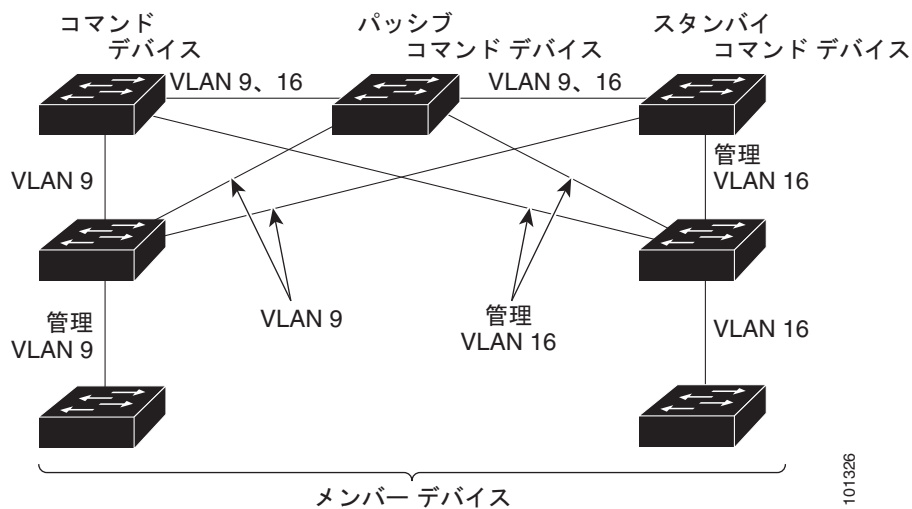 コマンド
デバイス
パッシブ
コマンド デバイス
スタンバイ
コマンド デバイス
VLAN 9、16
VLAN 9、16
VLAN 9
管理
VLAN 16
VLAN 9
管理
VLAN 16
管理
VLAN 9
VLAN 16
メンバー デバイス
101326